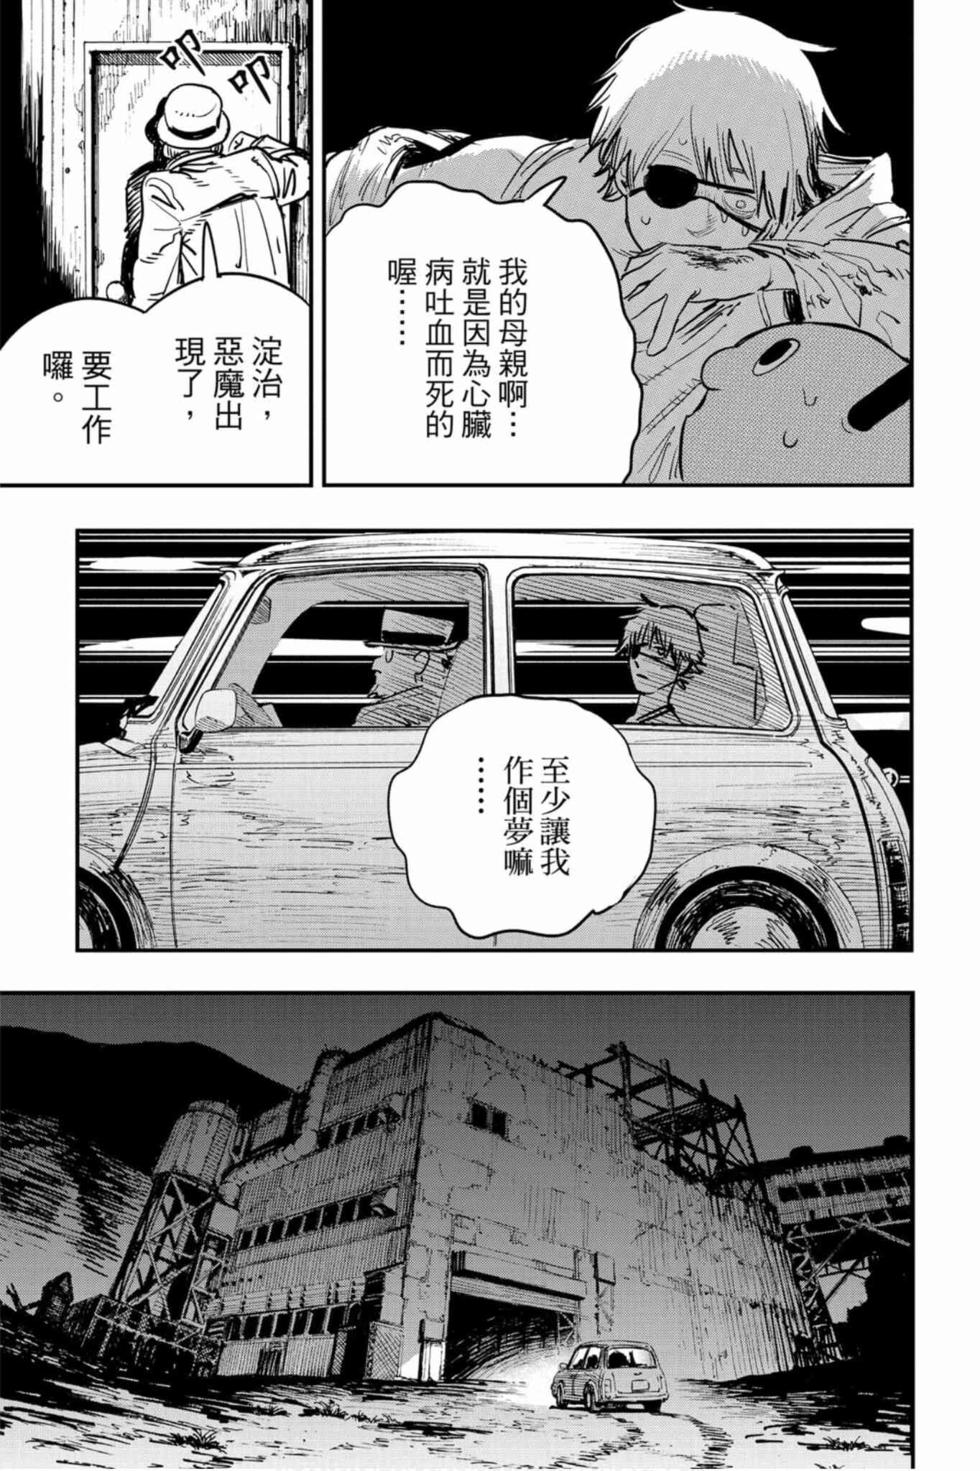 我的母親啊…
就是因為心臟
病吐血而死的
喔……
叩
叩
淀治，
惡魔出
現了，
要工作
囉。
至少讓我
作個夢嘛
……